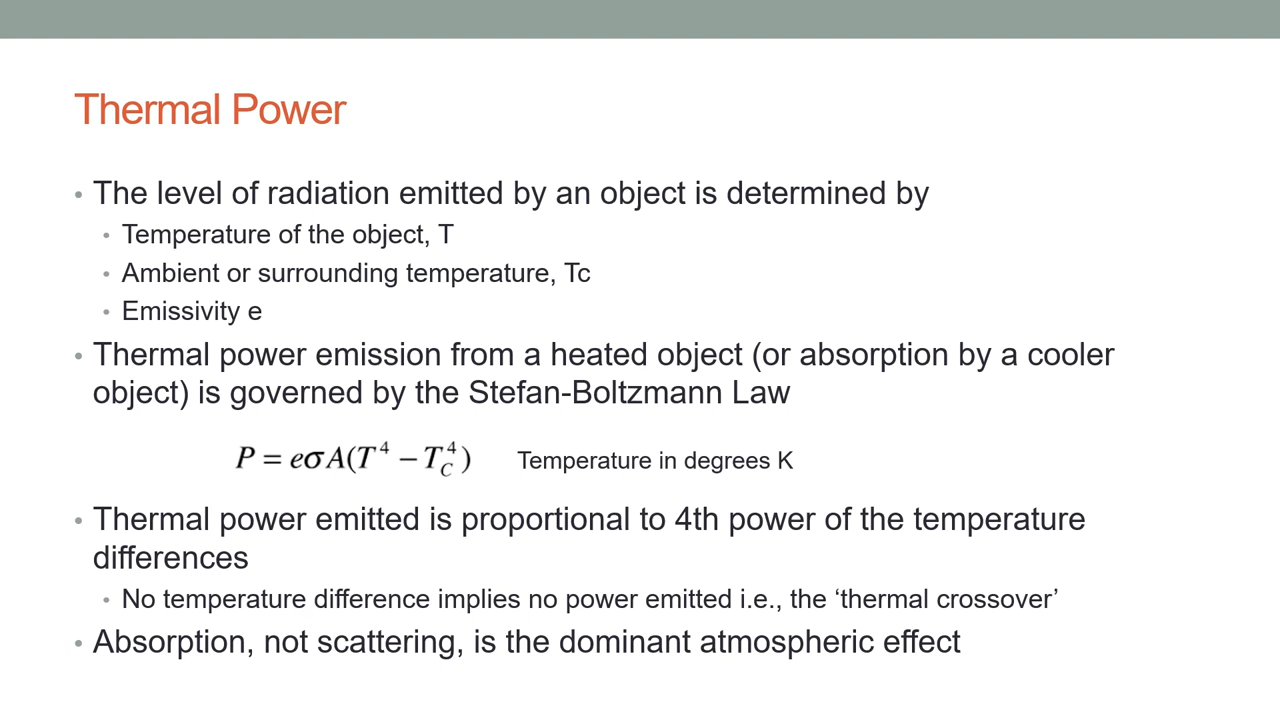 Thermal Power
• The level of radiation emitted by an object is determined by
• Temperature of the object, T
• Ambient or surrounding temperature, Tc
• Emissivity e
• Thermal power emission from a heated object (or absorption by a cooler
object) is governed by the Stefan-Boltzmann Law
P = eσA(T⁴ − T_C⁴) Temperature in degrees K
• Thermal power emitted is proportional to 4th power of the temperature
differences
• No temperature difference implies no power emitted i.e., the ‘thermal crossover’
• Absorption, not scattering, is the dominant atmospheric effect